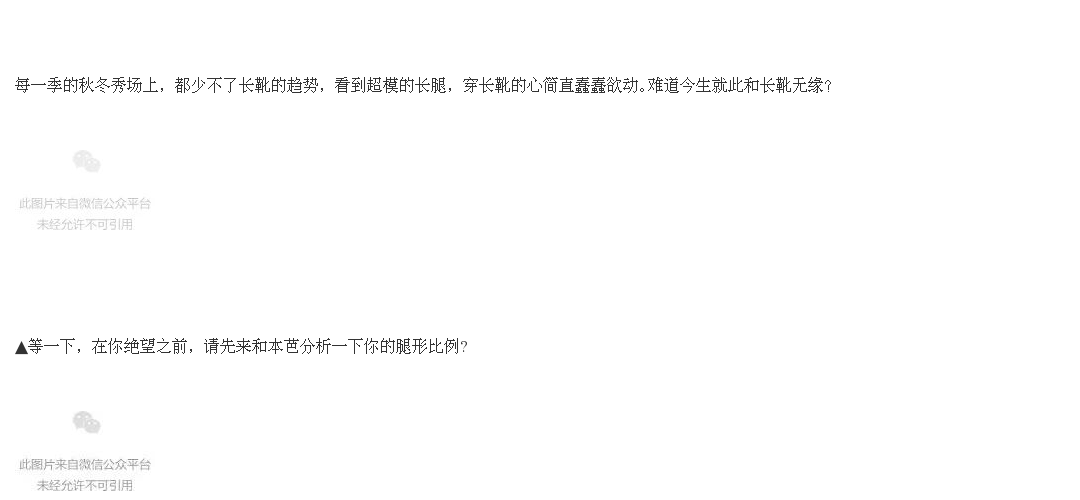 每一季的秋冬秀场上，都少不了长靴的趋势，看到超模的长腿，穿长靴的心简直蠢蠢欲动。难道今生就此和长靴无缘?
此图片来自微信公众平台
未经允许不可引用
▲等一下，在你绝望之前，请先来和本芭分析一下你的腿形比例?
此图片来自微信公众平台
未经允许不可引用